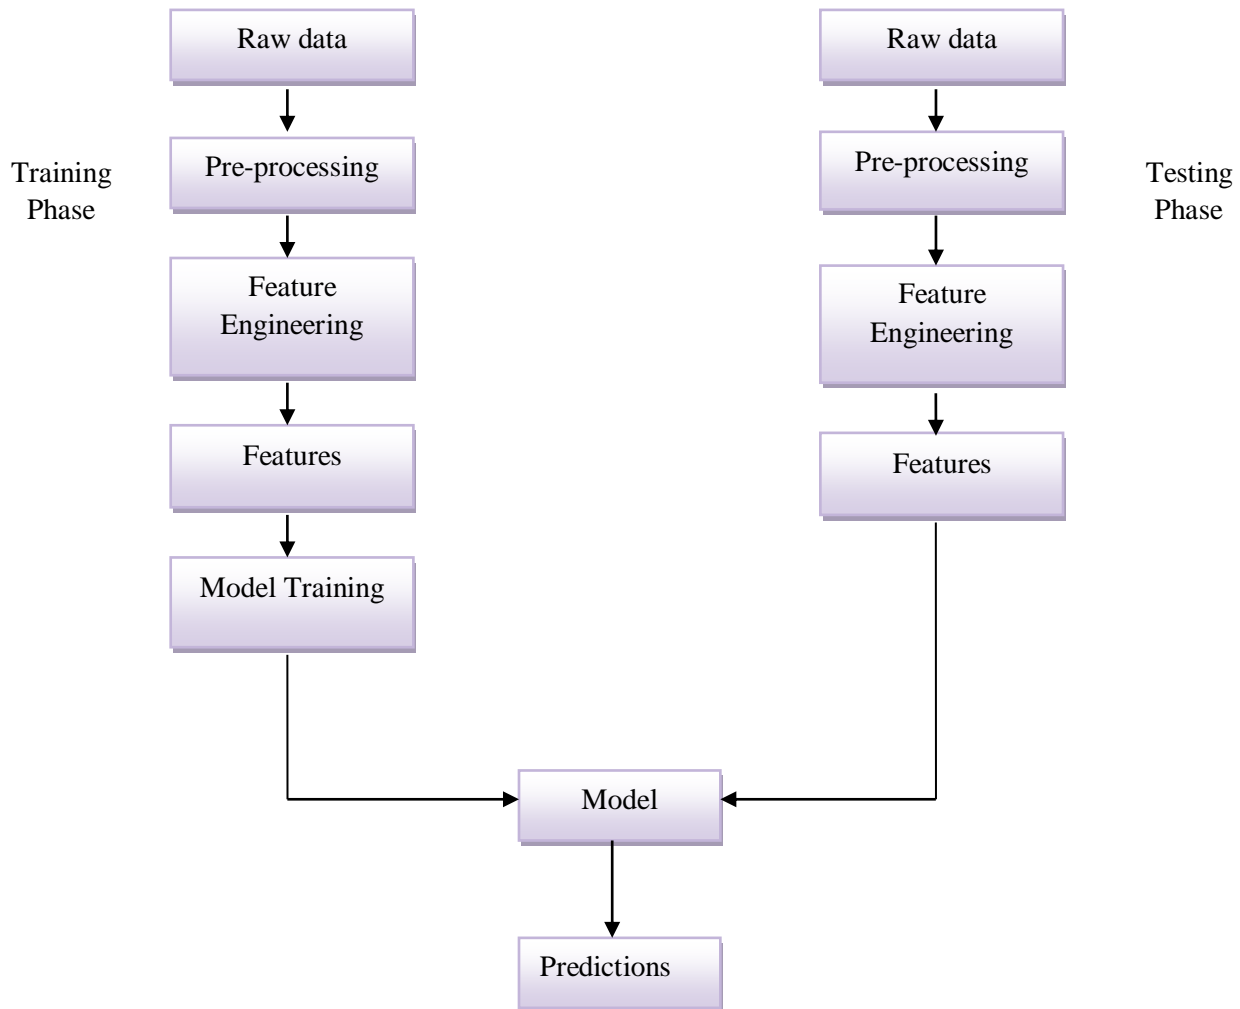 Raw data
Pre-processing
Training
Phase
Feature
Engineering
Features
Model Training
Raw data
Pre-processing
Testing
Phase
Feature
Engineering
Features
Model
Predictions